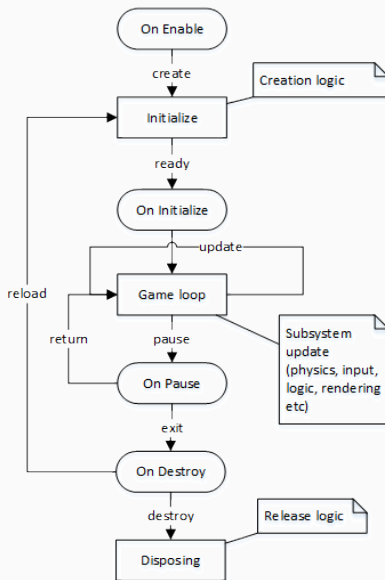 On Enable
create
Creation logic
Initialize
ready
On Initialize
update
reload
Game loop
return
pause
Subsystem
update
(physics, input,
logic, rendering
etc)
On Pause
exit
On Destroy
destroy
Release logic
Disposing